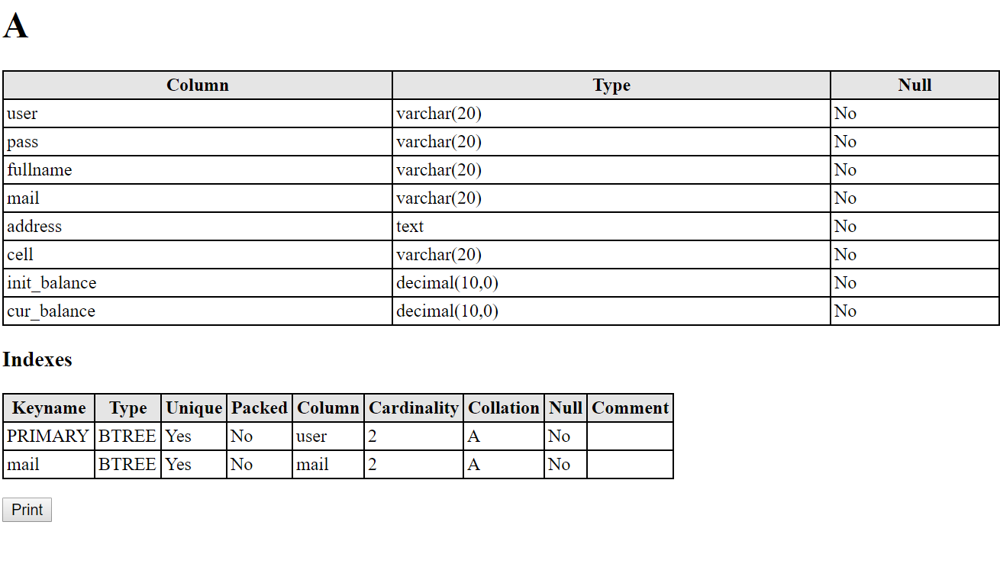 A
Column Type Null
user varchar(20) No
pass varchar(20) No
fullname varchar(20) No
mail varchar(20) No
address text No
cell varchar(20) No
init_balance decimal(10,0) No
cur_balance decimal(10,0) No
Indexes
Keyname Type Unique Packed Column Cardinality Collation Null Comment
PRIMARY BTREE Yes No user 2 A No
mail BTREE Yes No mail 2 A No
Print